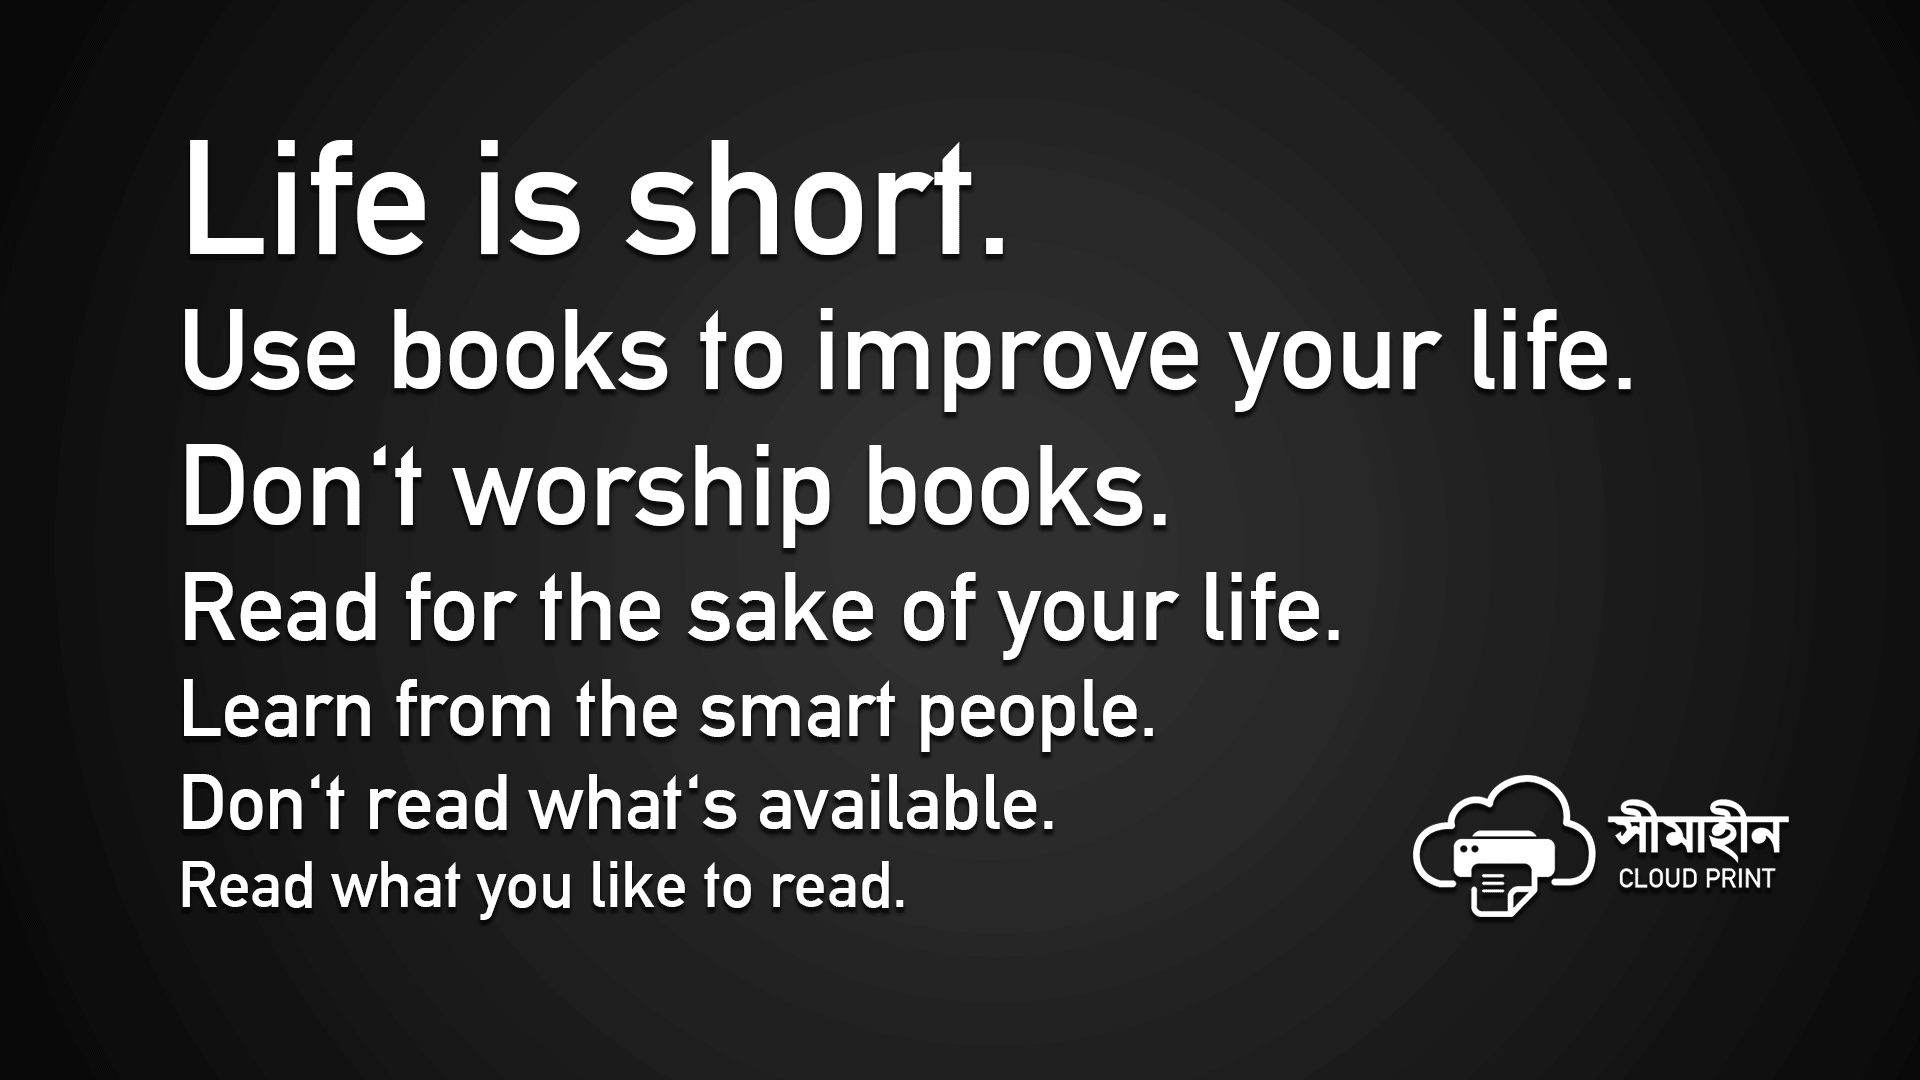 Life is short.
Use books to improve your life.
Don‘t worship books.
Read for the sake of your life.
Learn from the smart people.
Don‘t read what‘s available.
Read what you like to read.
সীমাহীন
CLOUD PRINT